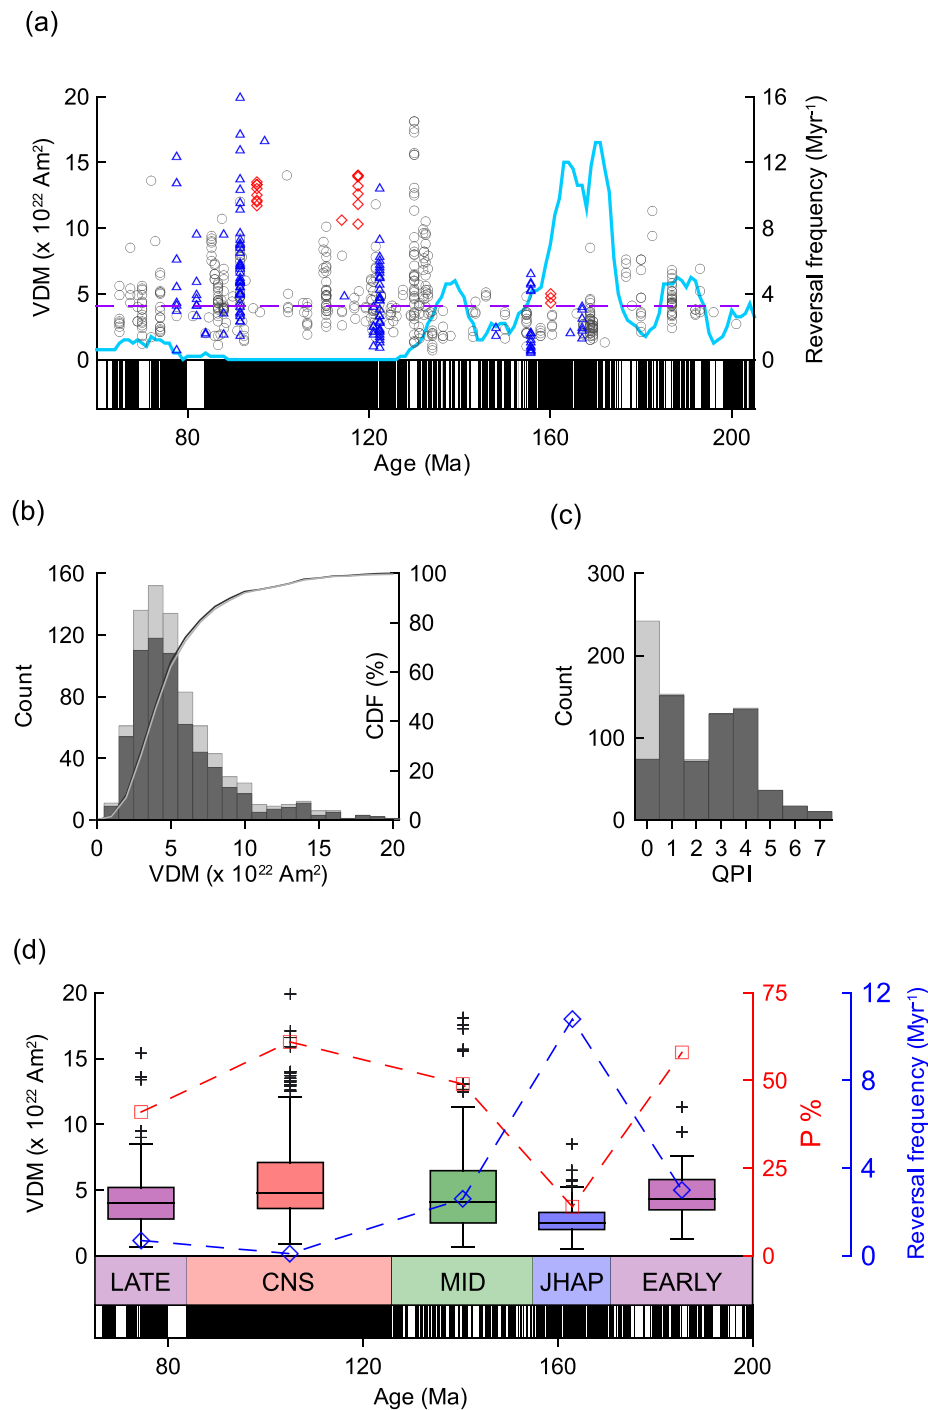 (a)
20
15
10
5
0
VDM (x 10²² Am²)
16
12
8
4
0
Reversal frequency (Myr⁻¹)
80
120
160
200
Age (Ma)
(b)
160
120
80
40
0
Count
100
80
60
40
20
0
CDF (%)
0
5
10
15
20
VDM (x 10²² Am²)
(c)
300
200
100
0
Count
0 1 2 3 4 5 6 7
QPI
(d)
20
15
10
5
0
VDM (x 10²² Am²)
75
50
25
0
P %
12
8
4
0
Reversal frequency (Myr⁻¹)
LATE
CNS
MID
JHAP
EARLY
80
120
160
200
Age (Ma)